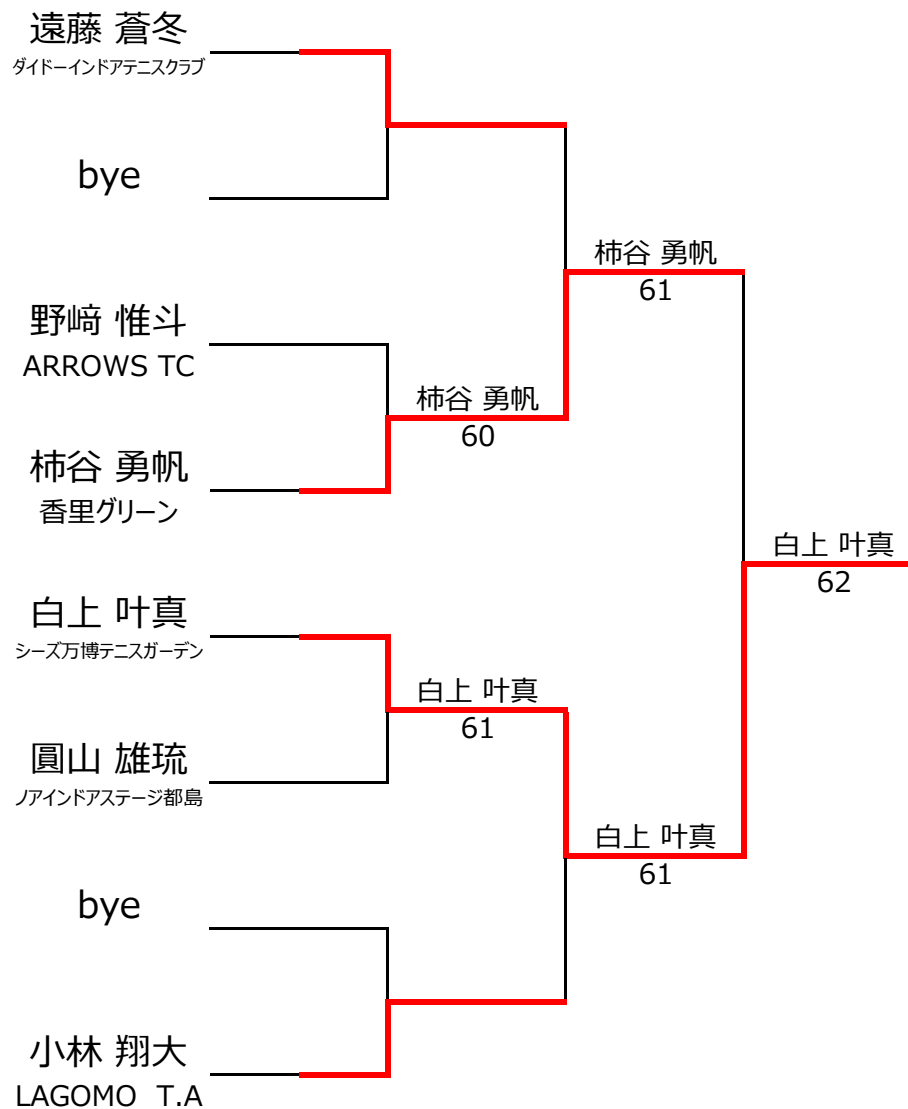 遠藤 蒼冬
ダイドーインドアテニスクラブ
bye
野﨑 惟斗
ARROWS TC
柿谷 勇帆
香里グリーン
白上 叶真
シーズ万博テニスガーデン
圓山 雄琉
ノアインドアステージ都島
bye
小林 翔大
LAGOMO T.A
柿谷 勇帆
60
白上 叶真
61
柿谷 勇帆
61
白上 叶真
61
白上 叶真
62